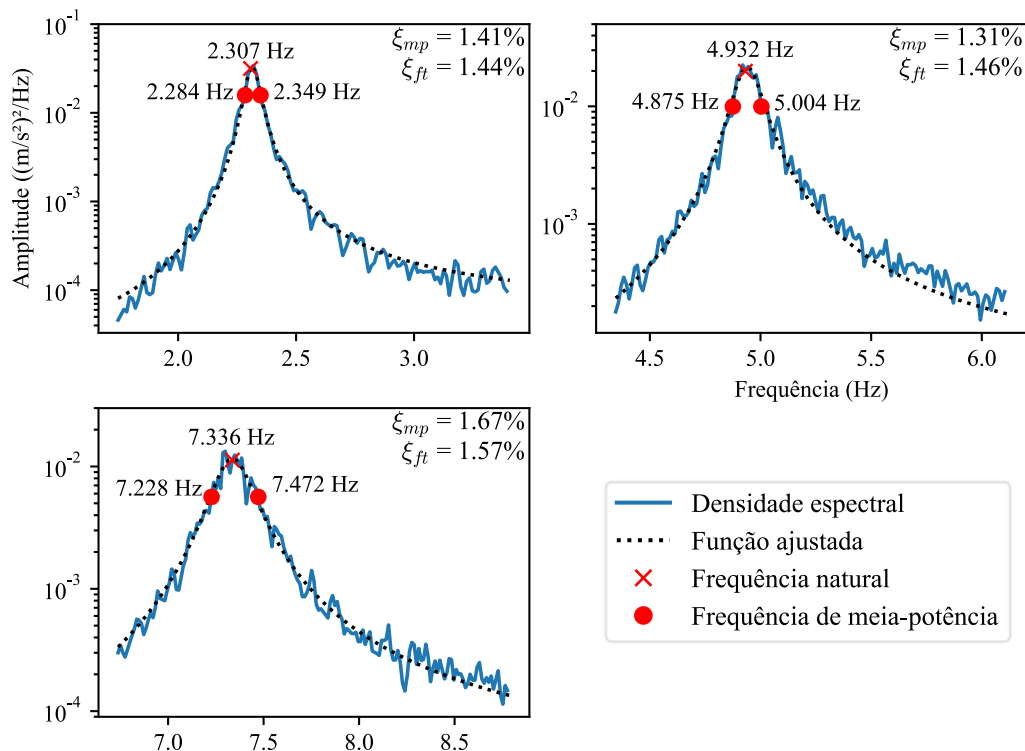 Amplitude ((m/s²)²/Hz)
10⁻¹
10⁻²
10⁻³
10⁻⁴
ξmp = 1.41%
ξft = 1.44%
2.307 Hz
2.284 Hz
2.349 Hz
2.0
2.5
3.0
10⁻²
10⁻³
ξmp = 1.31%
ξft = 1.46%
4.932 Hz
4.875 Hz
5.004 Hz
4.5
5.0
5.5
6.0
Frequência (Hz)
10⁻²
10⁻³
10⁻⁴
ξmp = 1.67%
ξft = 1.57%
7.336 Hz
7.228 Hz
7.472 Hz
7.0
7.5
8.0
8.5
Densidade espectral
Função ajustada
Frequência natural
Frequência de meia-potência